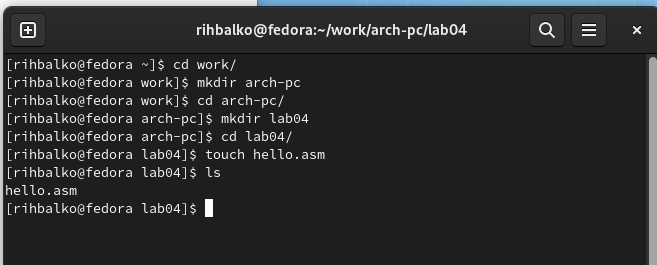 rihbalko@fedora:~/work/arch-pc/lab04
[rihbalko@fedora ~]$ cd work/
[rihbalko@fedora work]$ mkdir arch-pc
[rihbalko@fedora work]$ cd arch-pc/
[rihbalko@fedora arch-pc]$ mkdir lab04
[rihbalko@fedora arch-pc]$ cd lab04/
[rihbalko@fedora lab04]$ touch hello.asm
[rihbalko@fedora lab04]$ ls
hello.asm
[rihbalko@fedora lab04]$